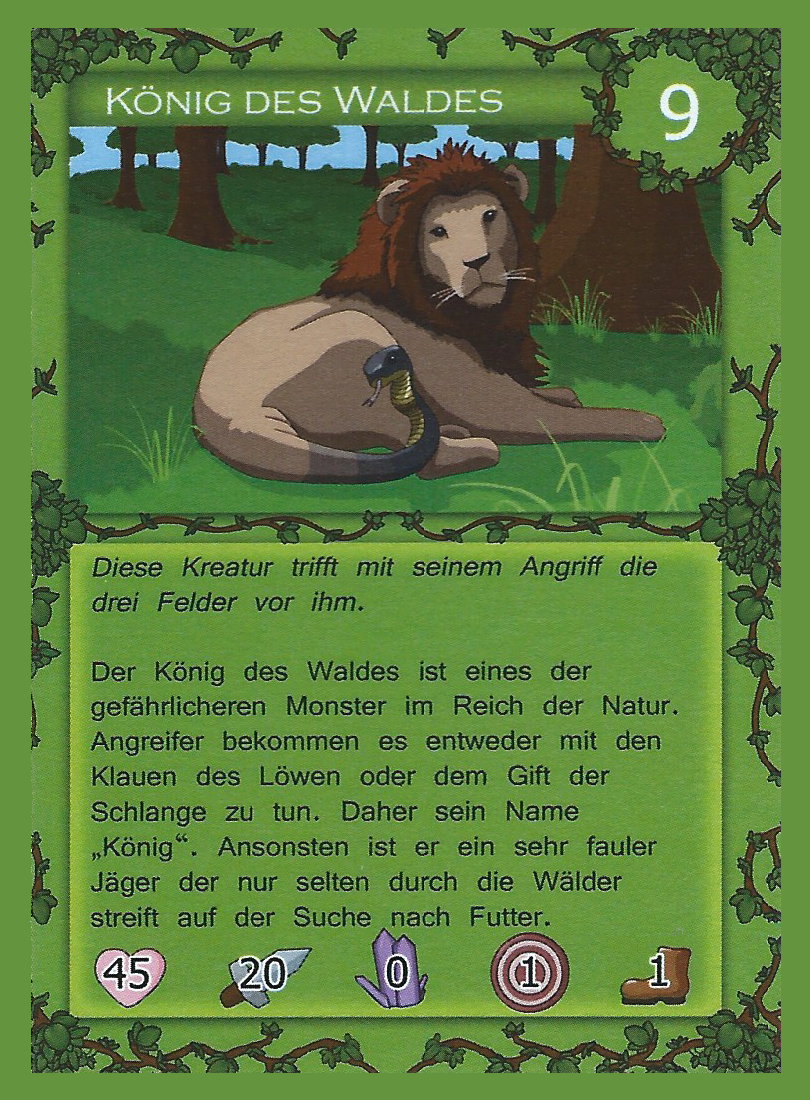 KÖNIG DES WALDES
9
Diese Kreatur trifft mit seinem Angriff die
drei Felder vor ihm.
Der König des Waldes ist eines der
gefährlicheren Monster im Reich der Natur.
Angreifer bekommen es entweder mit den
Klauen des Löwen oder dem Gift der
Schlange zu tun. Daher sein Name
„König“. Ansonsten ist er ein sehr fauler
Jäger der nur selten durch die Wälder
streift auf der Suche nach Futter.
45 20 0 1 1